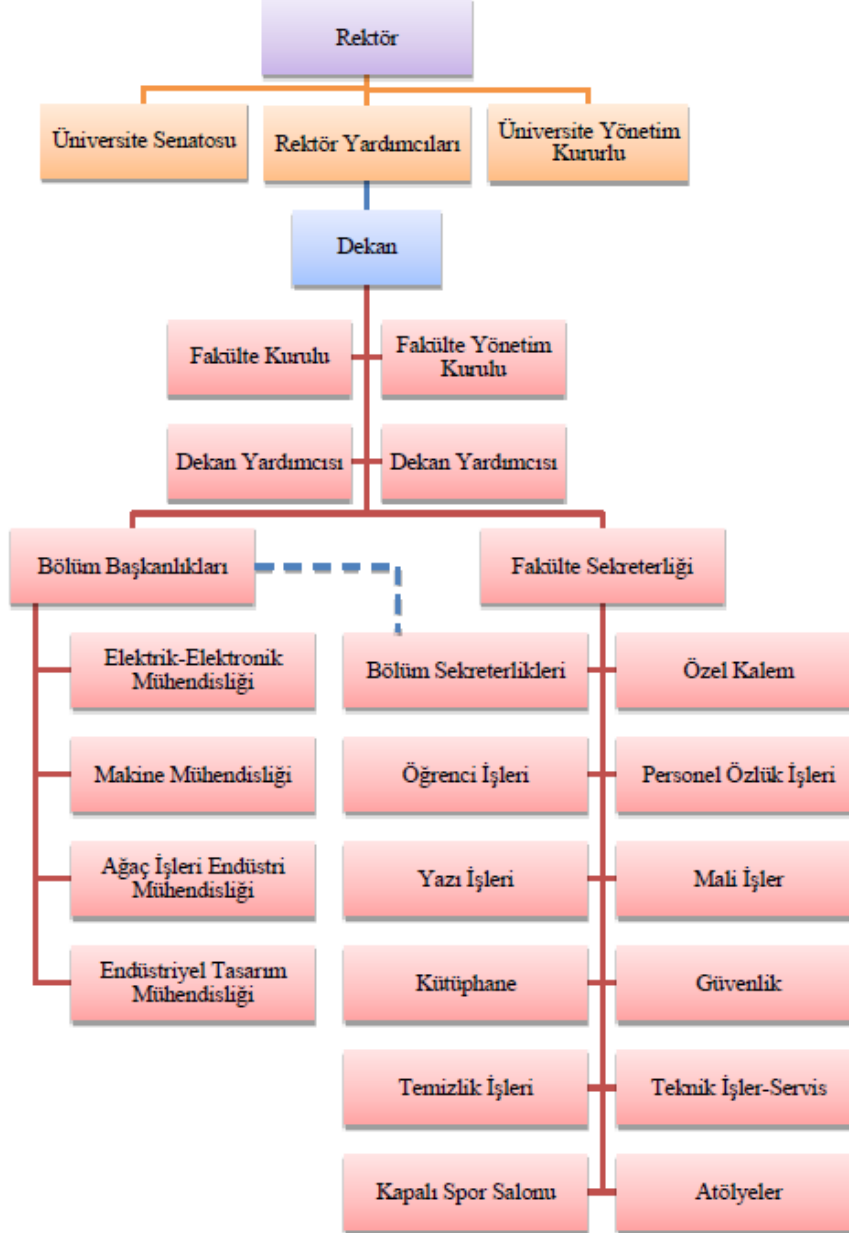 Rektör
Üniversite Senatosu
Rektör Yardımcıları
Üniversite Yönetim
Kururlu
Dekan
Fakülte Kurulu
Fakülte Yönetim
Kurulu
Dekan Yardımcısı
Dekan Yardımcısı
Bölüm Başkanlıkları
Fakülte Sekreterliği
Elektrik-Elektronik
Mühendisliği
Bölüm Sekreterlikleri
Özel Kalem
Makine Mühendisliği
Öğrenci İşleri
Personel Özlük İşleri
Ağaç İşleri Endüstri
Mühendisliği
Yazı İşleri
Mali İşler
Endüstriyel Tasarım
Mühendisliği
Kütüphane
Güvenlik
Temizlik İşleri
Teknik İşler-Servis
Kapalı Spor Salonu
Atölyeler